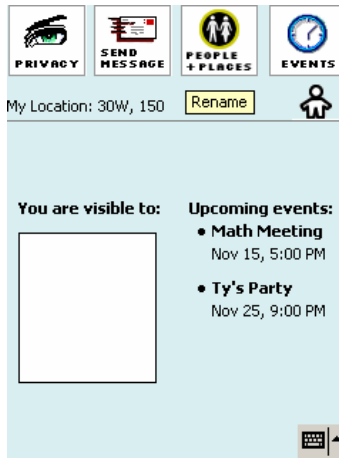 PRIVACY
SEND
MESSAGE
PEOPLE
+PLACES
EVENTS
My Location: 30W, 150
Rename
You are visible to:
Upcoming events:
• Math Meeting
Nov 15, 5:00 PM
• Ty's Party
Nov 25, 9:00 PM